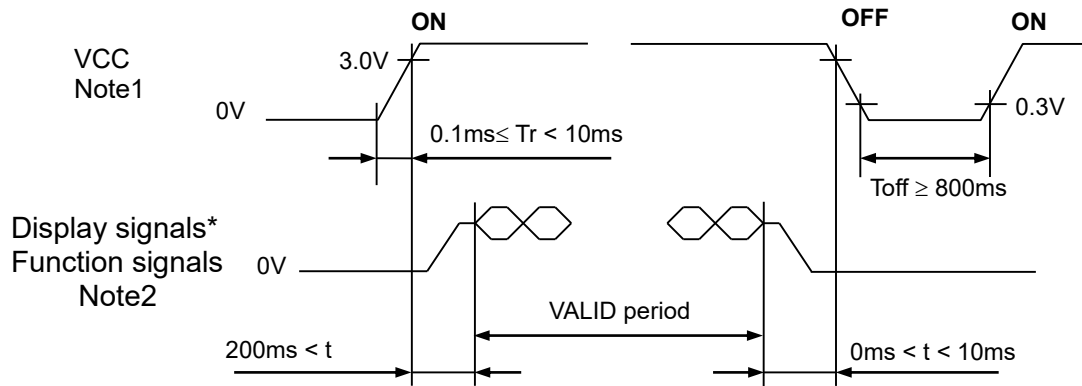 ON
OFF
ON
VCC
Note1
3.0V
0V
0.3V
0.1ms≤ Tr < 10ms
Toff ≥ 800ms
Display signals*
Function signals
Note2
0V
VALID period
200ms < t
0ms < t < 10ms